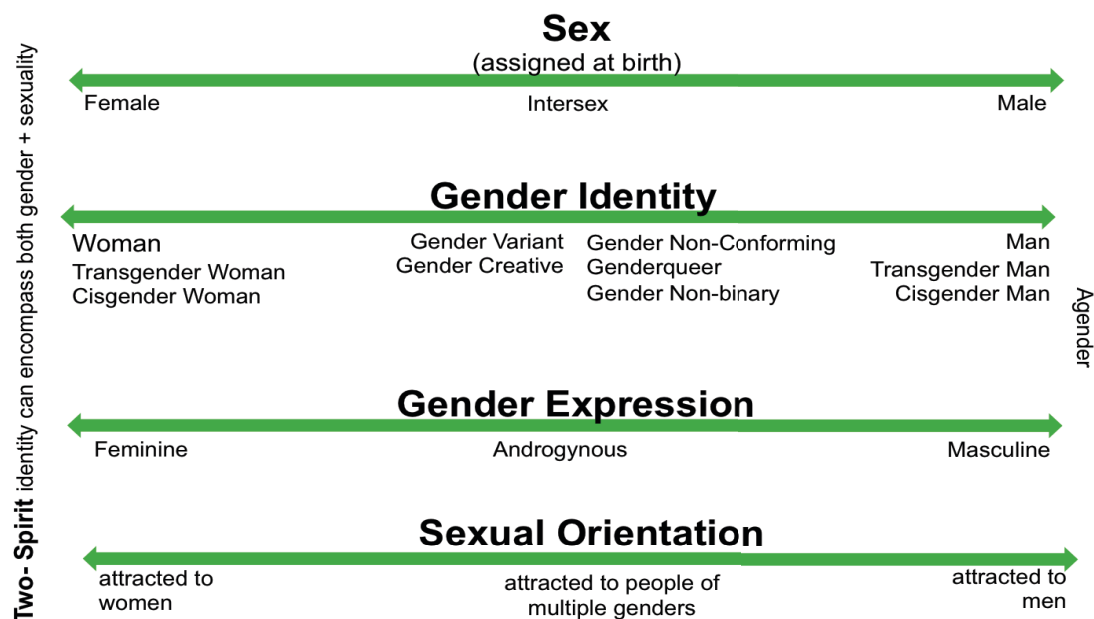 Sex
(assigned at birth)
Female Intersex Male
Gender Identity
Woman
Transgender Woman
Cisgender Woman
Gender Variant
Gender Creative
Gender Non-Conforming
Genderqueer
Gender Non-binary
Man
Transgender Man
Cisgender Man
Agender
Gender Expression
Feminine Androgynous Masculine
Sexual Orientation
attracted to
women
attracted to people of
multiple genders
attracted to
men
Two- Spirit identity can encompass both gender + sexuality